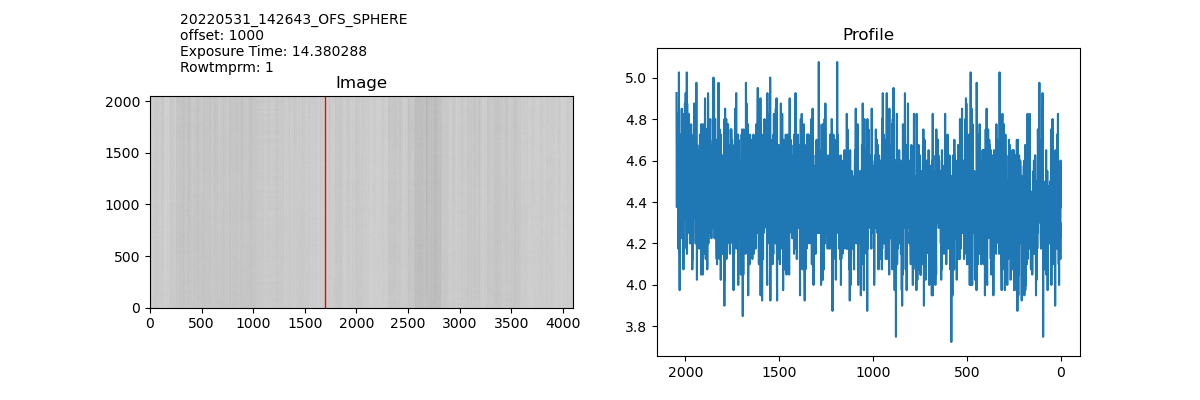 20220531_142643_OFS_SPHERE
offset: 1000
Exposure Time: 14.380288
Rowtmprm: 1
Image
2000
1500
1000
500
0
0 500 1000 1500 2000 2500 3000 3500 4000
Profile
5.0
4.8
4.6
4.4
4.2
4.0
3.8
2000 1500 1000 500 0